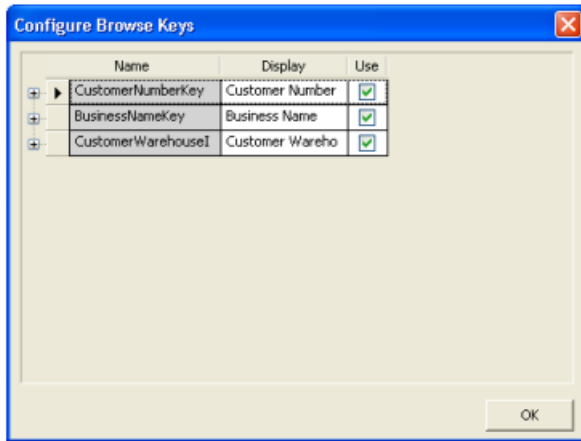 Configure Browse Keys
Name Display Use
CustomerNumberKey Customer Number
BusinessNameKey Business Name
CustomerWarehouseI Customer Wareho
OK